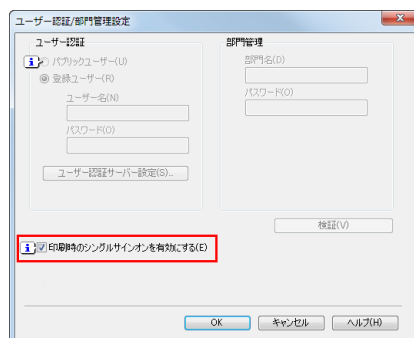 ユーザー認証/部門管理設定
ユーザー認証
パブリックユーザー(U)
登録ユーザー(R)
ユーザー名(N)
パスワード(O)
ユーザー認証サーバー設定(S)...
部門管理
部門名(D)
パスワード(O)
検証(V)
印刷時のシングルサインオンを有効にする(E)
OK
キャンセル
ヘルプ(H)